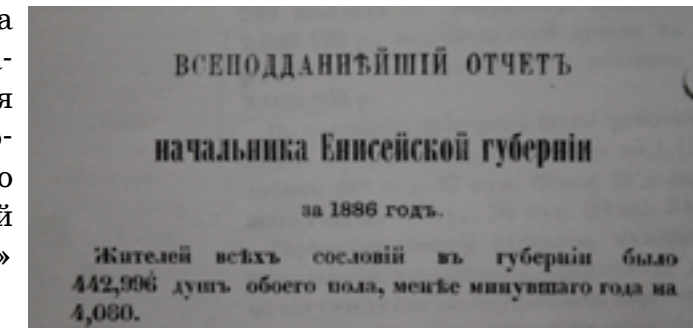 а
-
я
-
о
й
»
ВСЕПОДДАННѢЙШІЙ ОТЧЕТЪ
начальника Енисейской губерніи
за 1886 годъ.
Жителей всѣхъ сословій въ губерніи было
442,996 душъ обоего пола, менѣе минувшаго года на
4,080.